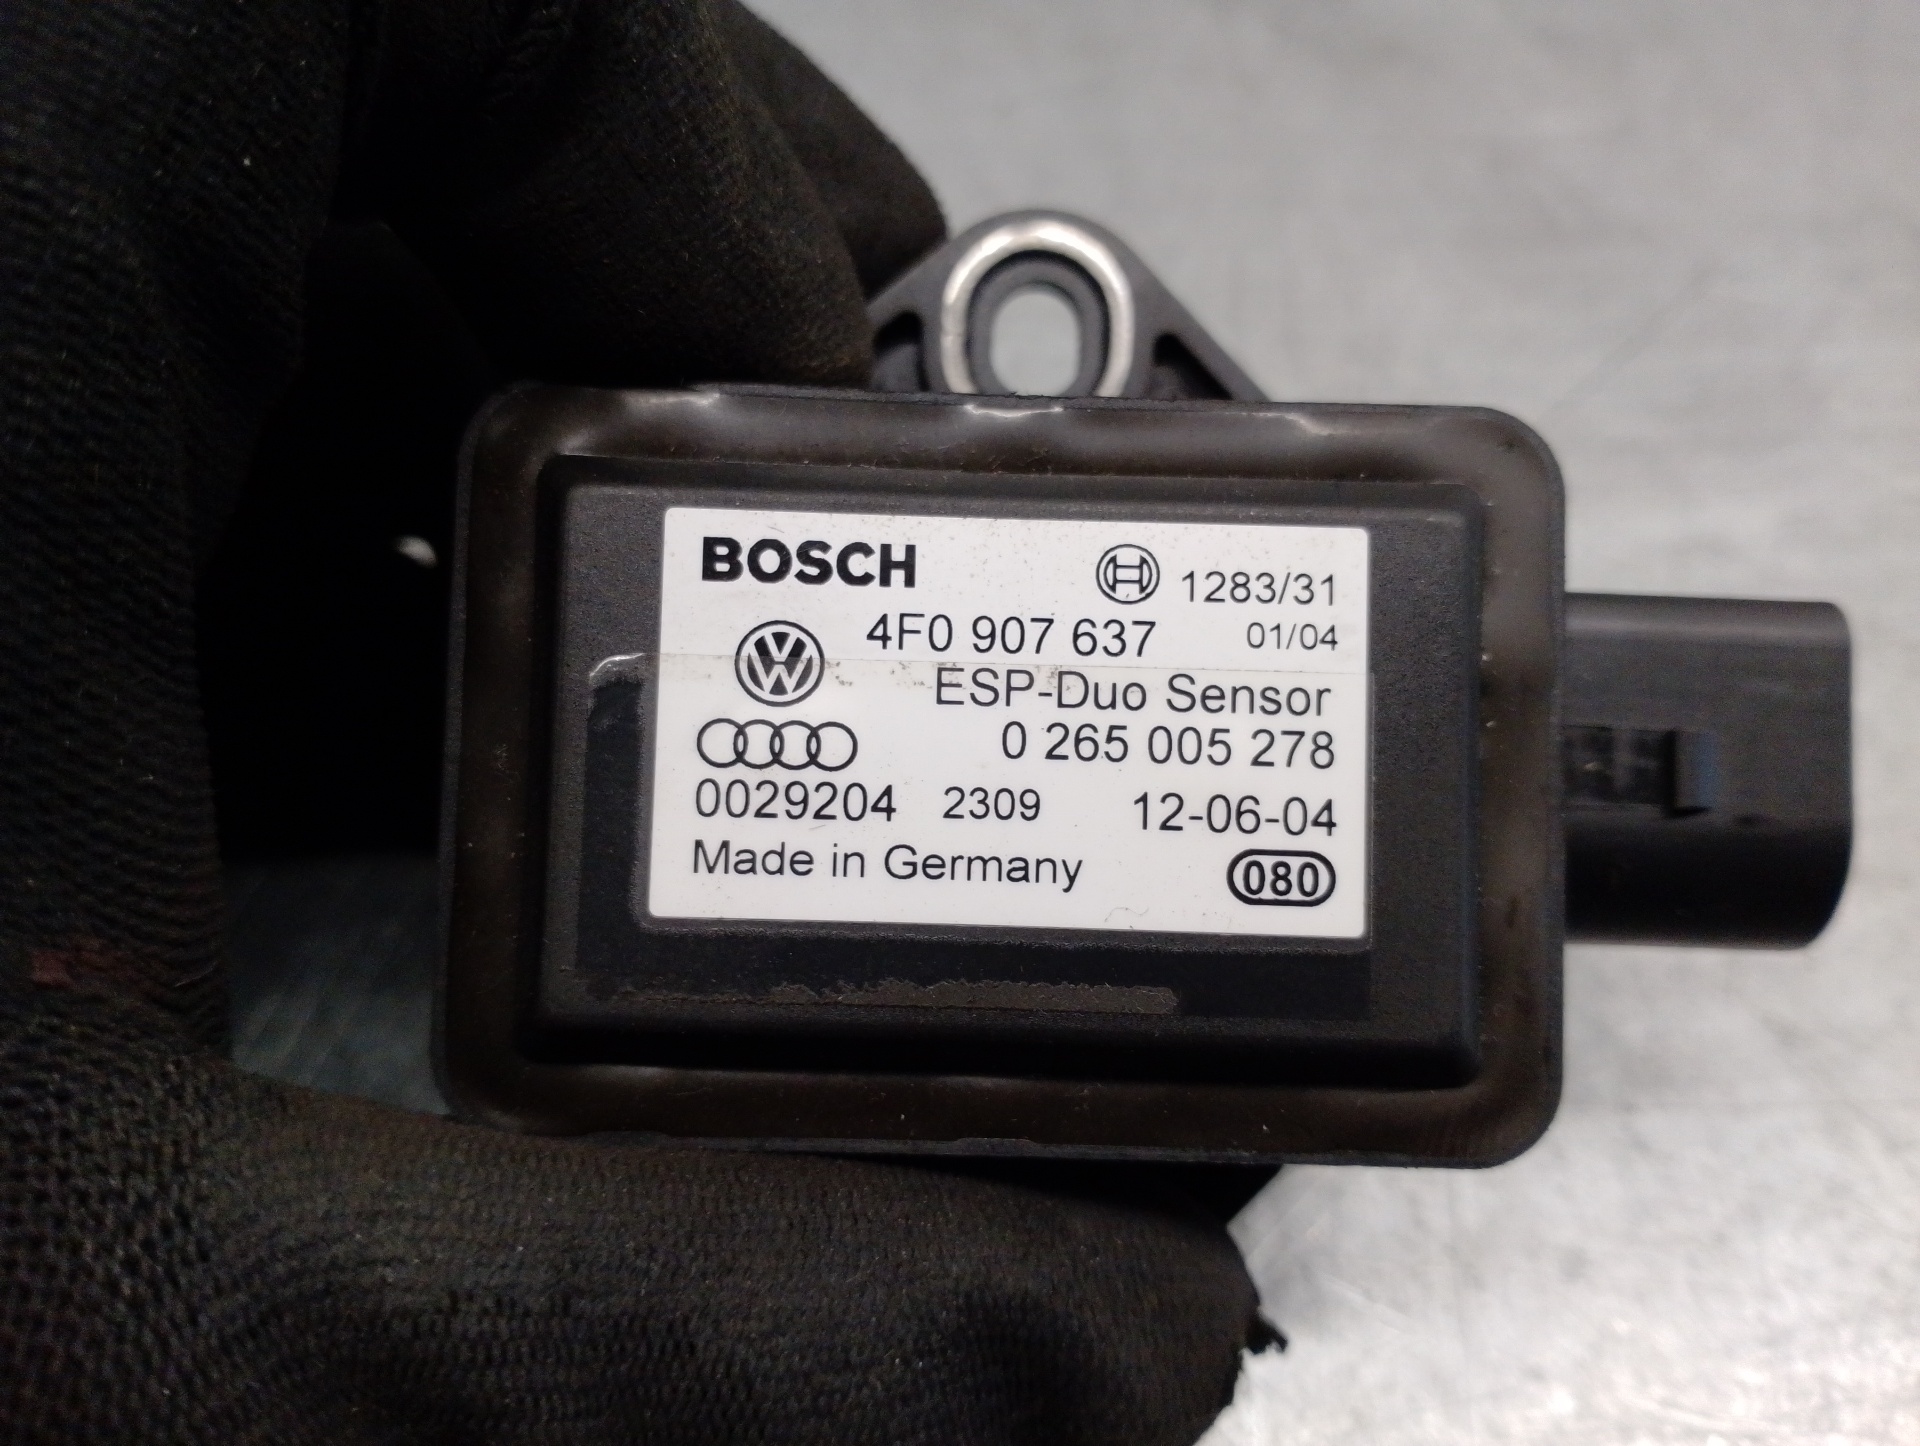 BOSCH 1283/31
4F0 907 637 01/04
ESP-Duo Sensor
0 265 005 278
0029204 2309 12-06-04
Made in Germany 080